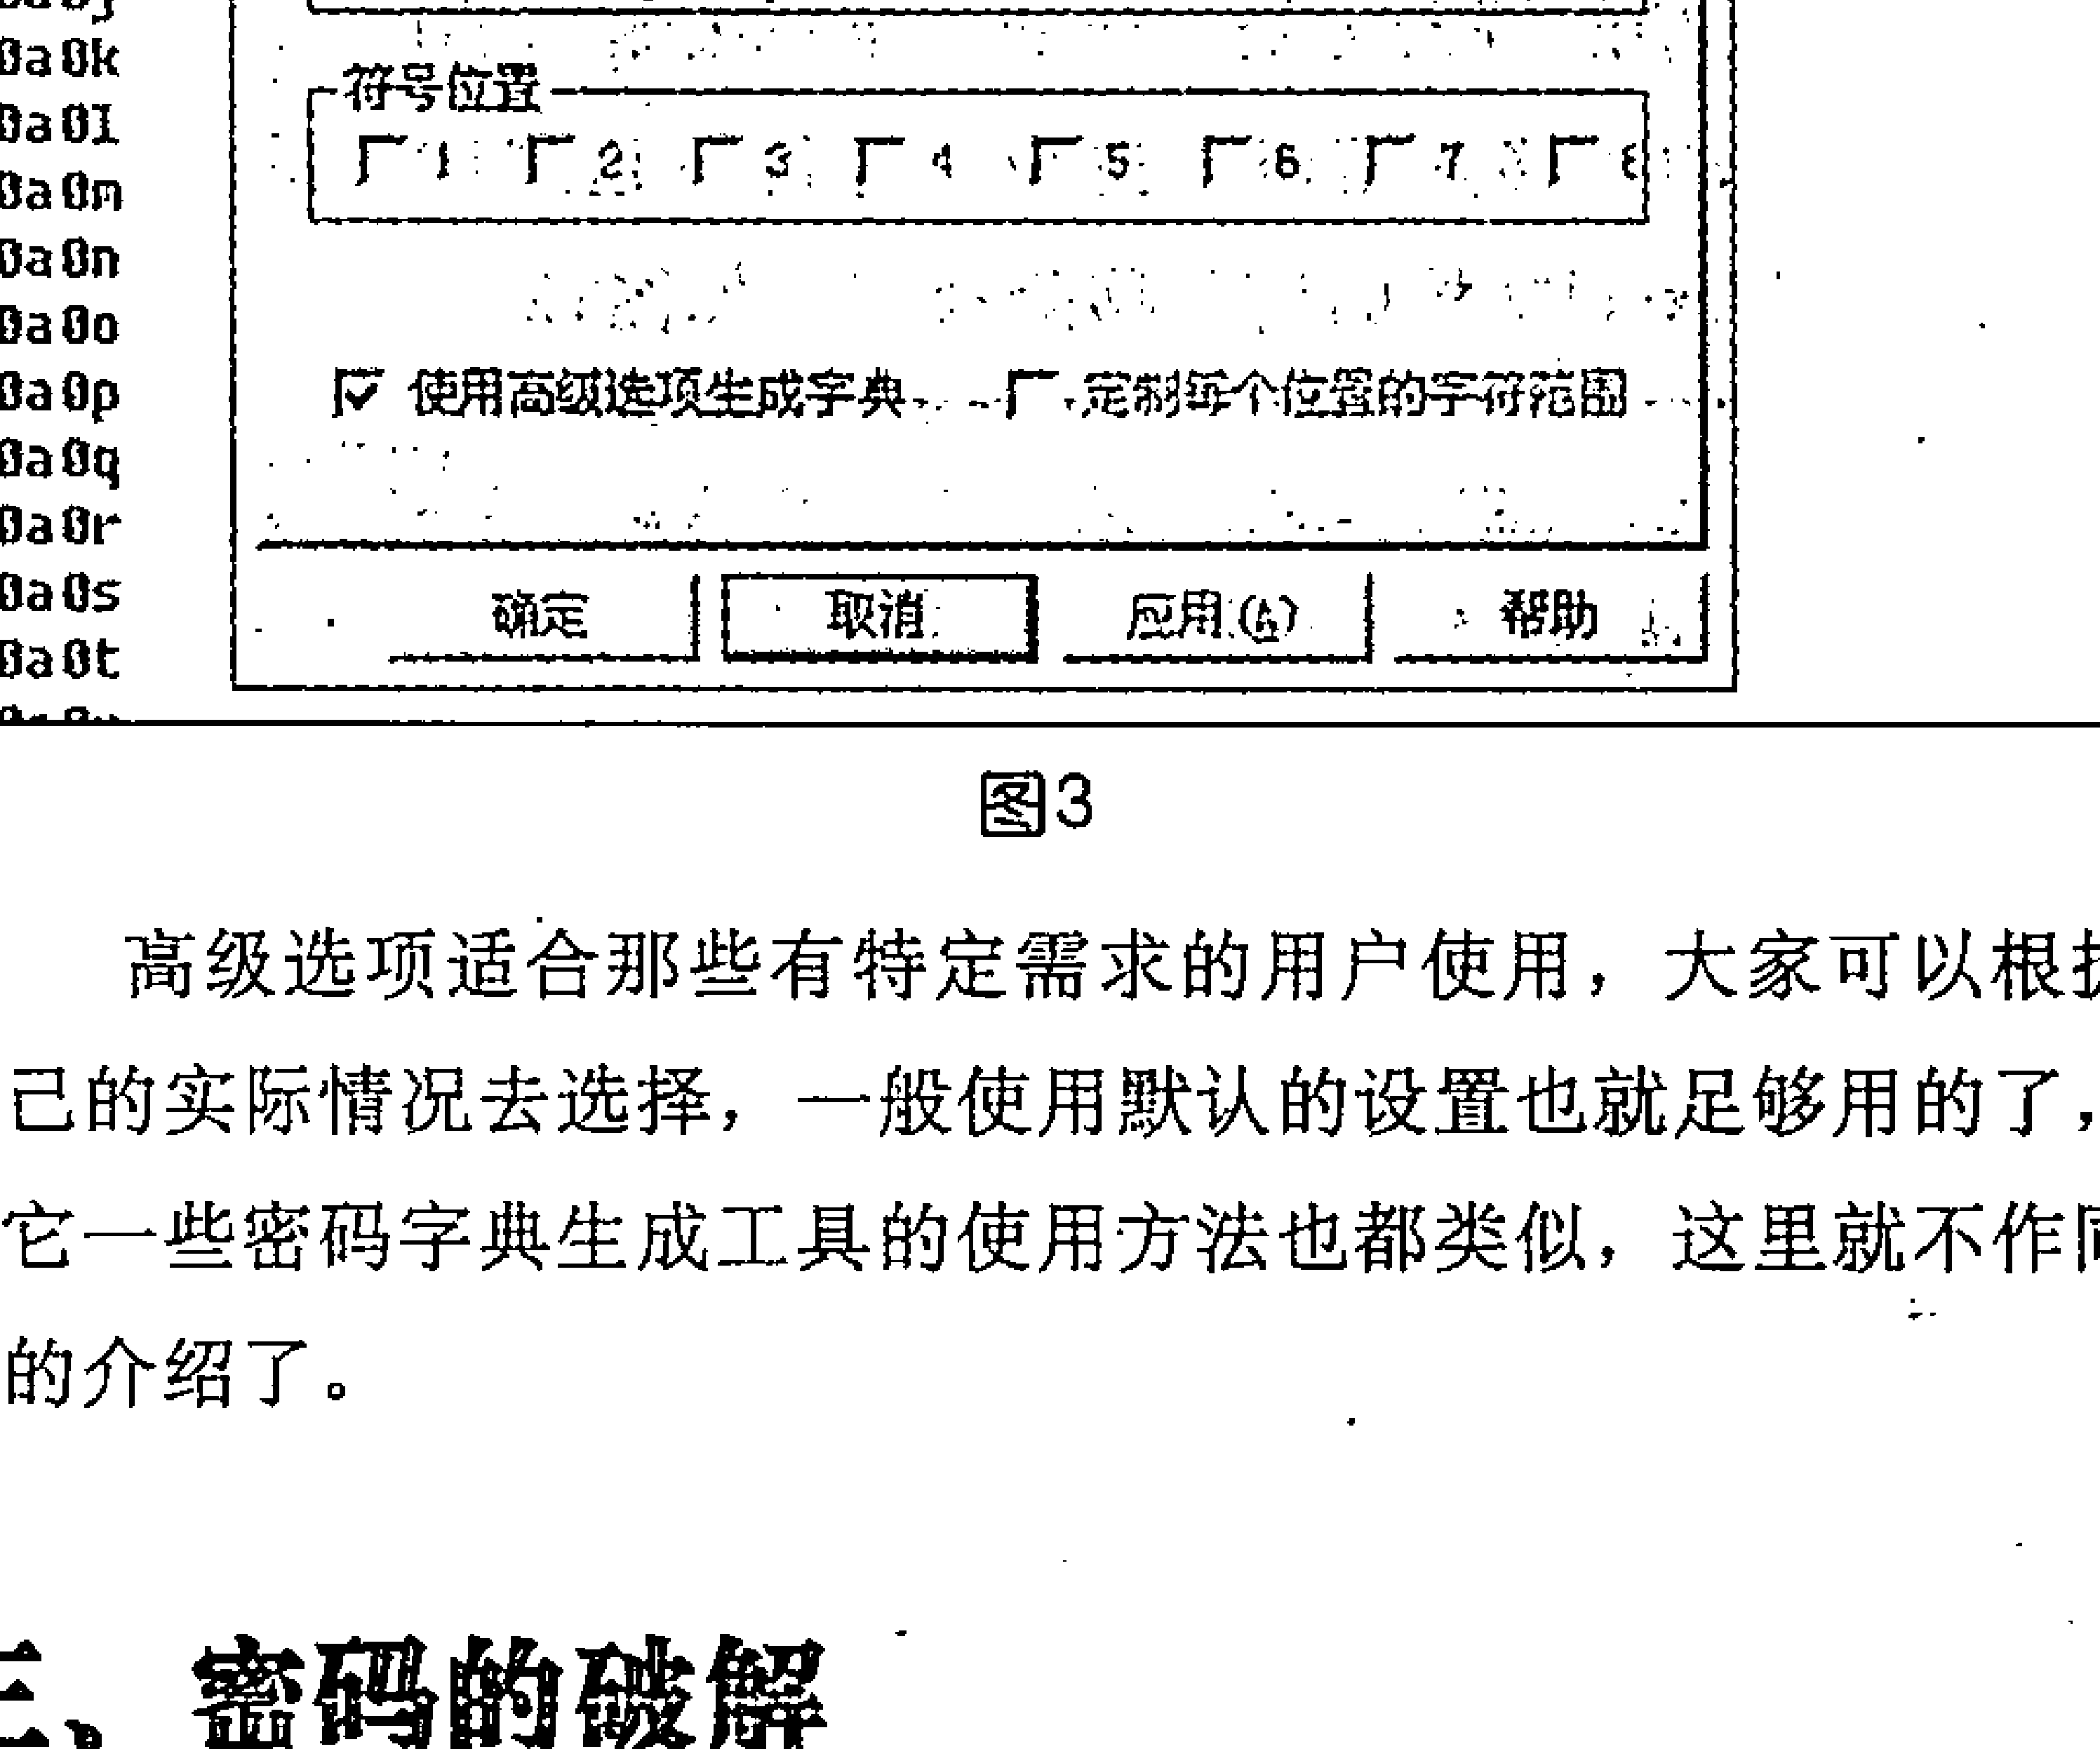 0a0k
0a0l
0a0m
0a0n
0a0o
0a0p
0a0q
0a0r
0a0s
0a0t
符号位置
1 2 3 4 5 6 7 8
使用高级选项生成字典 定制每个位置的字符范围
确定 取消 应用(A) 帮助
图3
高级选项适合那些有特定需求的用户使用，大家可以根
己的实际情况去选择，一般使用默认的设置也就足够用的了，
它一些密码字典生成工具的使用方法也都类似，这里就不作
的介绍了。
三、密码的破解